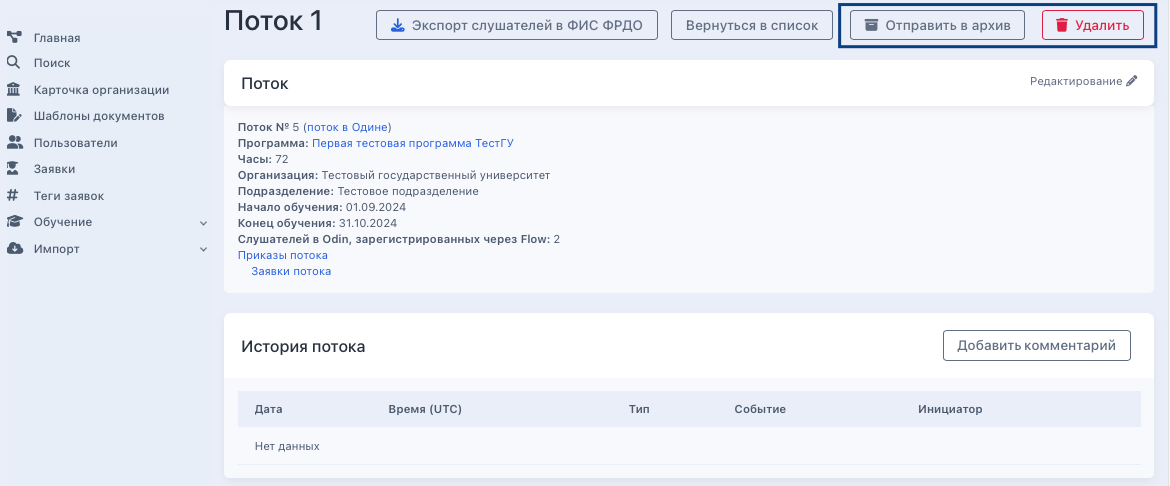 Поток 1
Экспорт слушателей в ФИС ФРДО
Вернуться в список
Отправить в архив
Удалить
Главная
Поиск
Карточка организации
Шаблоны документов
Пользователи
Заявки
Теги заявок
Обучение
Импорт
Поток
Редактирование
Поток № 5 (поток в Одине)
Программа: Первая тестовая программа ТестГУ
Часы: 72
Организация: Тестовый государственный университет
Подразделение: Тестовое подразделение
Начало обучения: 01.09.2024
Конец обучения: 31.10.2024
Слушателей в Odin, зарегистрированных через Flow: 2
Приказы потока
Заявки потока
История потока
Добавить комментарий
Дата Время (UTC) Тип Событие Инициатор
Нет данных